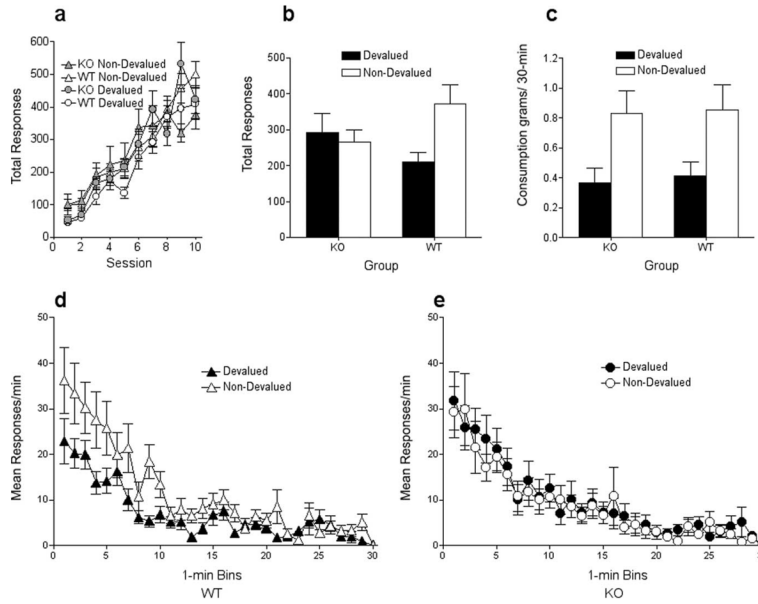 a
b
c
600
500
400
300
200
100
0
0
2
4
6
8
10
Total Responses
Session
KO Non-Devalued
WT Non-Devalued
KO Devalued
WT Devalued
500
400
300
200
100
0
Total Responses
Devalued
Non-Devalued
KO
WT
Group
1.2
1.0
0.8
0.6
0.4
0.2
0.0
Consumption grams/ 30-min
Devalued
Non-Devalued
KO
WT
Group
d
e
50
40
30
20
10
0
Mean Responses/min
Devalued
Non-Devalued
0
5
10
15
20
25
30
1-min Bins
WT
50
40
30
20
10
0
Mean Responses/min
Devalued
Non-Devalued
0
5
10
15
20
25
1-min Bins
KO